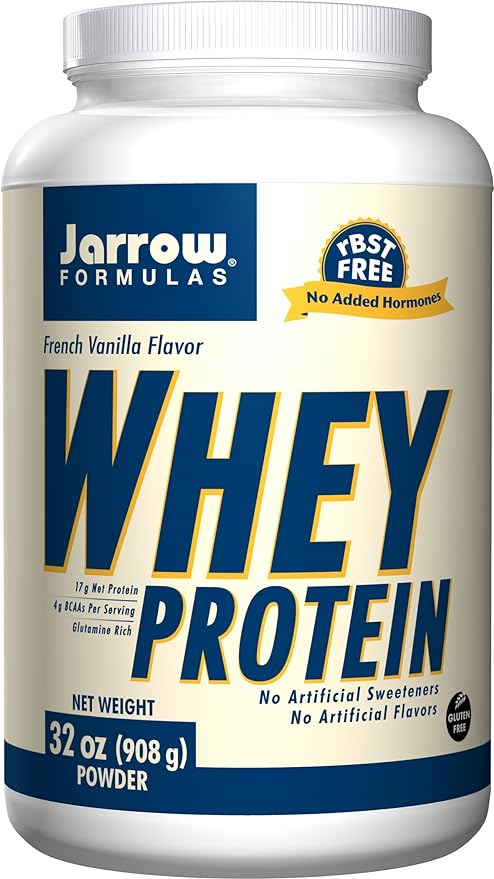 Jarrow
FORMULAS®
rBST
FREE
No Added Hormones
French Vanilla Flavor
WHEY
17 g Net Protein
4g BCAAs Per Serving
Glutamine Rich
PROTEIN
No Artificial Sweeteners
No Artificial Flavors
GLUTEN
FREE
NET WEIGHT
32 oz (908 g)
POWDER